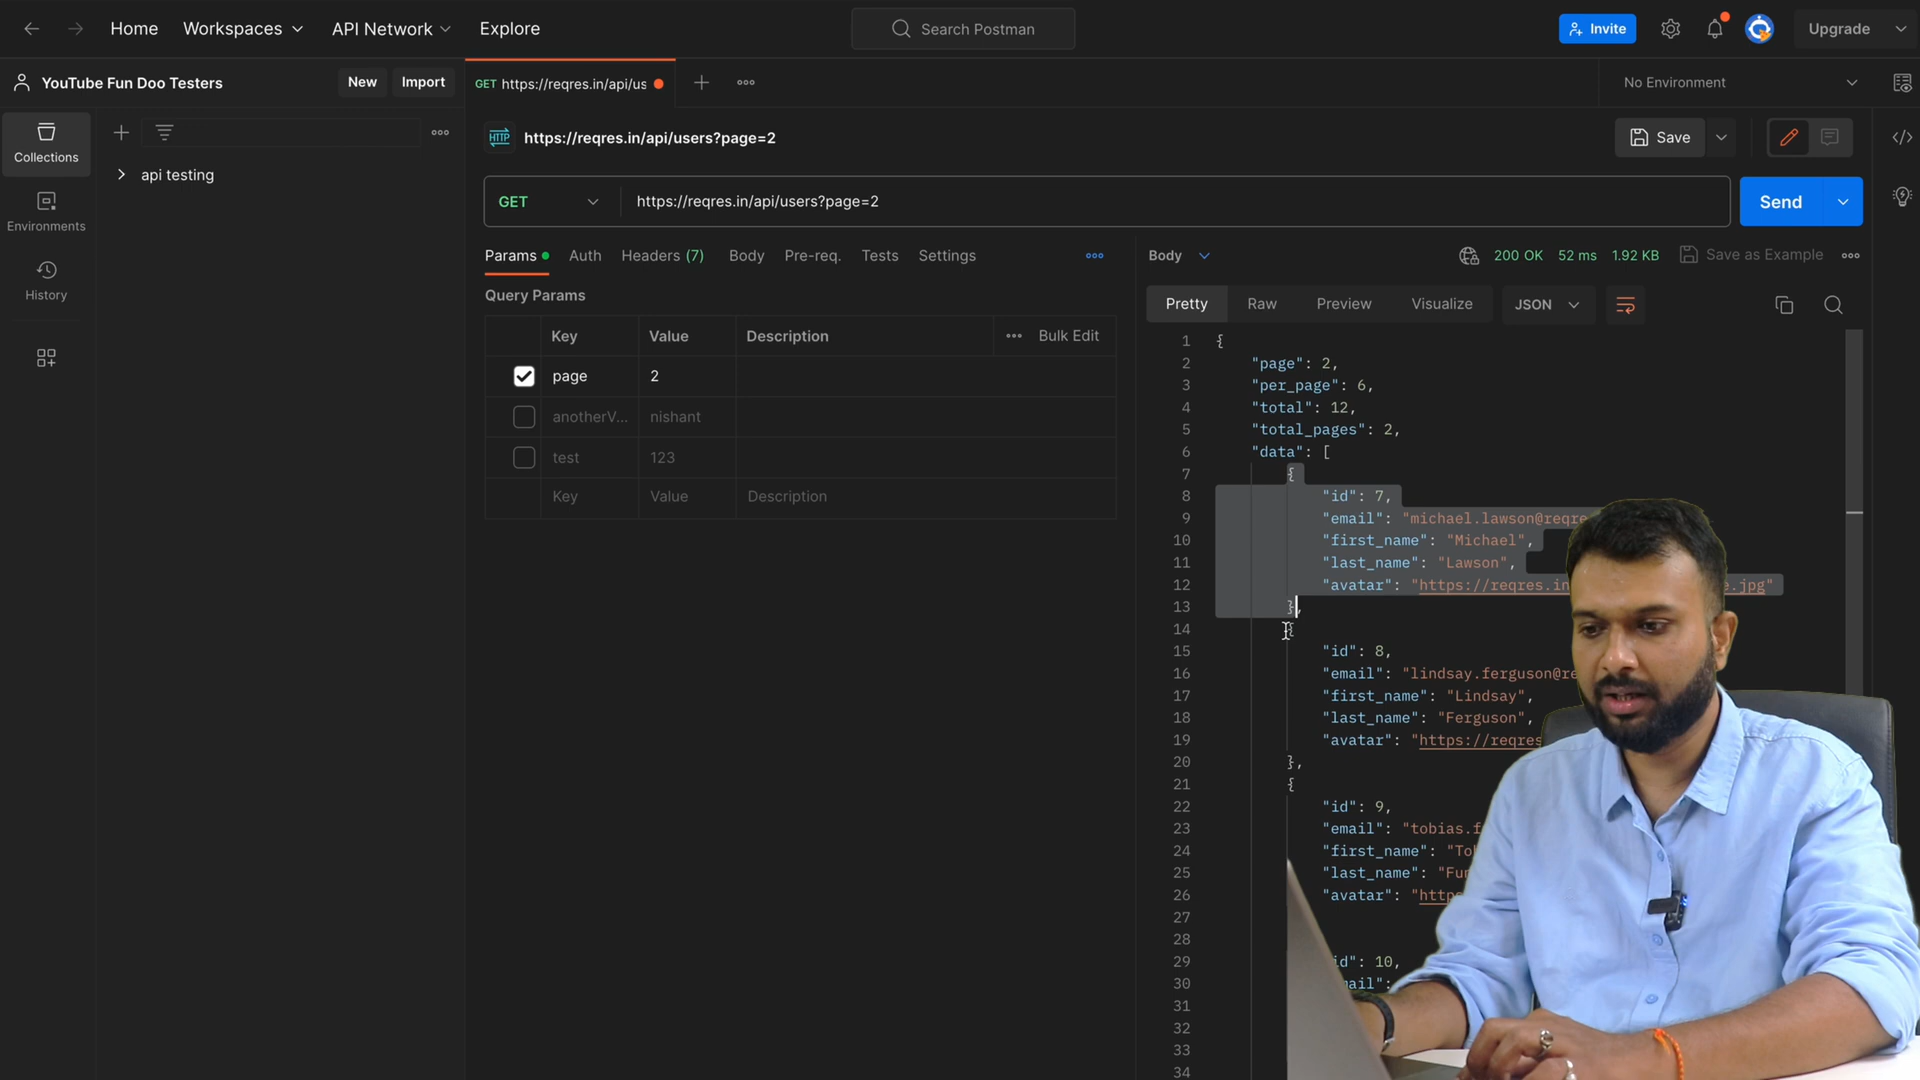 Home Workspaces API Network Explore Search Postman Invite Upgrade
YouTube Fun Doo Testers New Import GET https://reqres.in/api/us No Environment
Collections
api testing
Environments
History
HTTP https://reqres.in/api/users?page=2 Save
GET https://reqres.in/api/users?page=2 Send
Params Auth Headers (7) Body Pre-req. Tests Settings
Query Params
Key Value Description Bulk Edit
page 2
anotherV... nishant
test 123
Key Value Description
Body 200 OK 52 ms 1.92 KB Save as Example
Pretty Raw Preview Visualize JSON
1 {
2 "page": 2,
3 "per_page": 6,
4 "total": 12,
5 "total_pages": 2,
6 "data": [
7 {
8 "id": 7,
9 "email": "michael.lawson@reqre
10 "first_name": "Michael",
11 "last_name": "Lawson",
12 "avatar": "https://reqres.in .jpg"
13 },
14 {
15 "id": 8,
16 "email": "lindsay.ferguson@re
17 "first_name": "Lindsay",
18 "last_name": "Ferguson",
19 "avatar": "https://reqres
20 },
21 {
22 "id": 9,
23 "email": "tobias.f
24 "first_name": "To
25 "last_name": "Fu
26 "avatar": "http
27
28
29 id": 10,
30 ail":
31
32
33
34